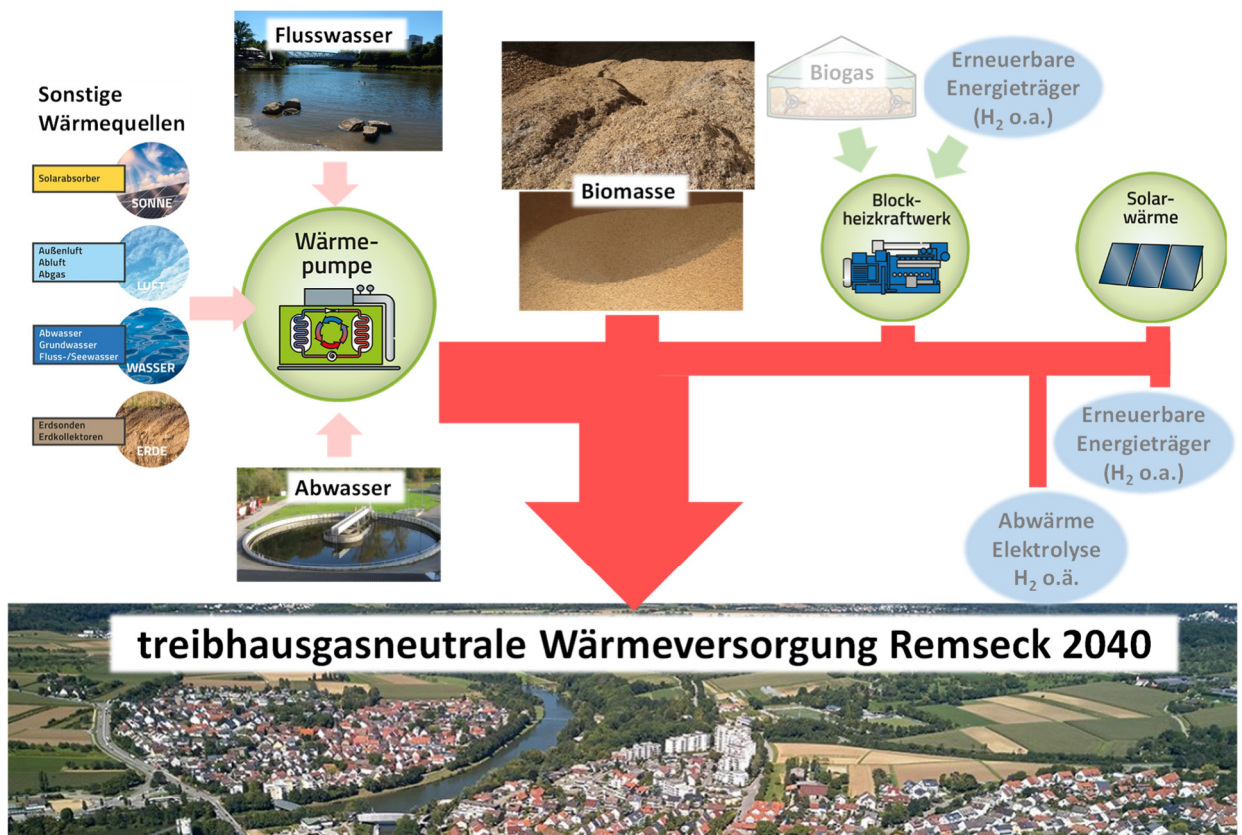 Flusswasser
Biogas
Erneuerbare
Energieträger
(H₂ o.a.)
Sonstige
Wärmequellen
Solarabsorber
SONNE
Außenluft
Abluft
Abgas
LUFT
Abwasser
Grundwasser
Fluss-/Seewasser
WASSER
Erdsonden
Erdkollektoren
ERDE
Wärme-
pumpe
Biomasse
Block-
heizkraftwerk
Solar-
wärme
Abwasser
Erneuerbare
Energieträger
(H₂ o.a.)
Abwärme
Elektrolyse
H₂ o.ä.
treibhausgasneutrale Wärmeversorgung Remseck 2040